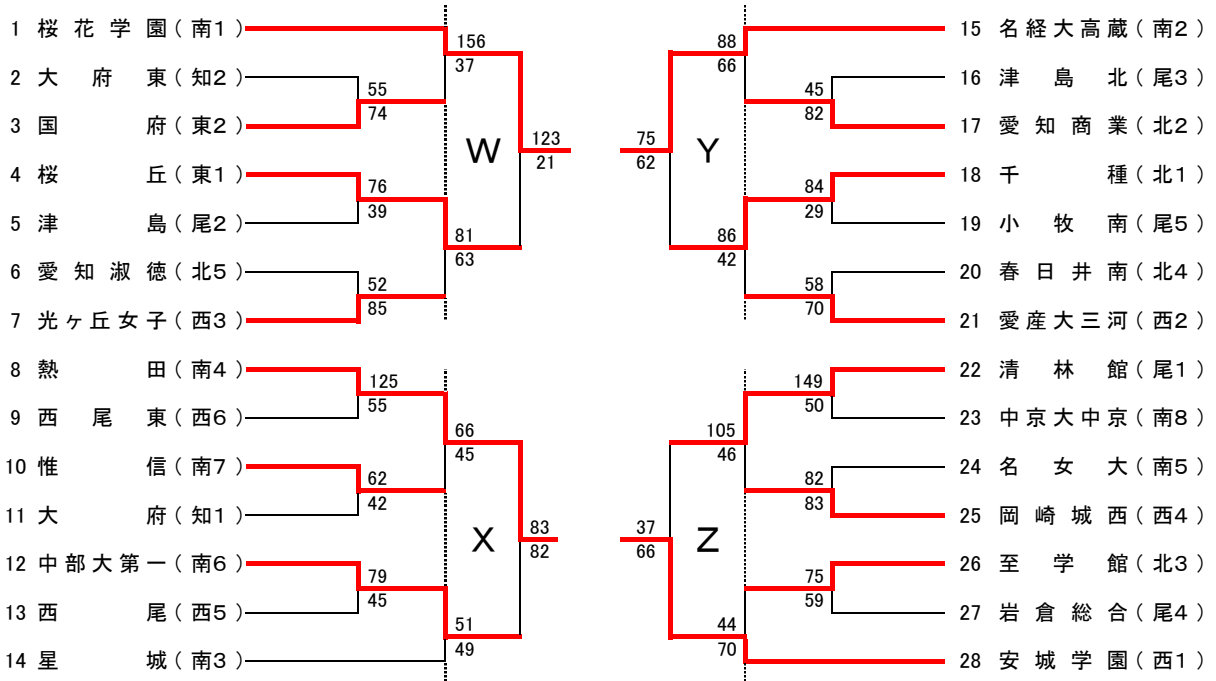 1 桜花学園(南1)
2 大府東(知2)
3 国府(東2)
4 桜丘(東1)
5 津島(尾2)
6 愛知淑徳(北5)
7 光ヶ丘女子(西3)
8 熱田(南4)
9 西尾東(西6)
10 惟信(南7)
11 大府(知1)
12 中部大第一(南6)
13 西尾(西5)
14 星城(南3)
55
74
76
39
52
85
125
55
62
42
79
45
156
37
81
63
66
45
51
49
W
X
123
21
83
82
75
62
37
66
Y
Z
88
66
86
42
105
46
44
70
45
82
84
29
58
70
149
50
82
83
75
59
15 名経大高蔵(南2)
16 津島北(尾3)
17 愛知商業(北2)
18 千種(北1)
19 小牧南(尾5)
20 春日井南(北4)
21 愛産大三河(西2)
22 清林館(尾1)
23 中京大中京(南8)
24 名女大(南5)
25 岡崎城西(西4)
26 至学館(北3)
27 岩倉総合(尾4)
28 安城学園(西1)